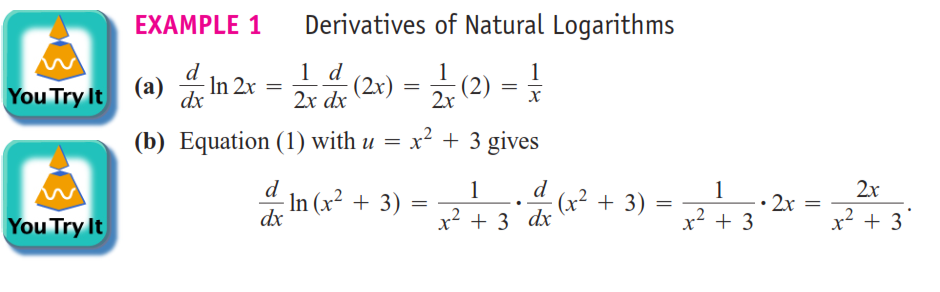 EXAMPLE 1 Derivatives of Natural Logarithms
You Try It
(a) d/dx ln 2x = 1/2x d/dx (2x) = 1/2x (2) = 1/x
(b) Equation (1) with u = x² + 3 gives
You Try It
d/dx ln (x² + 3) = 1/(x² + 3) · d/dx (x² + 3) = 1/(x² + 3) · 2x = 2x/(x² + 3).